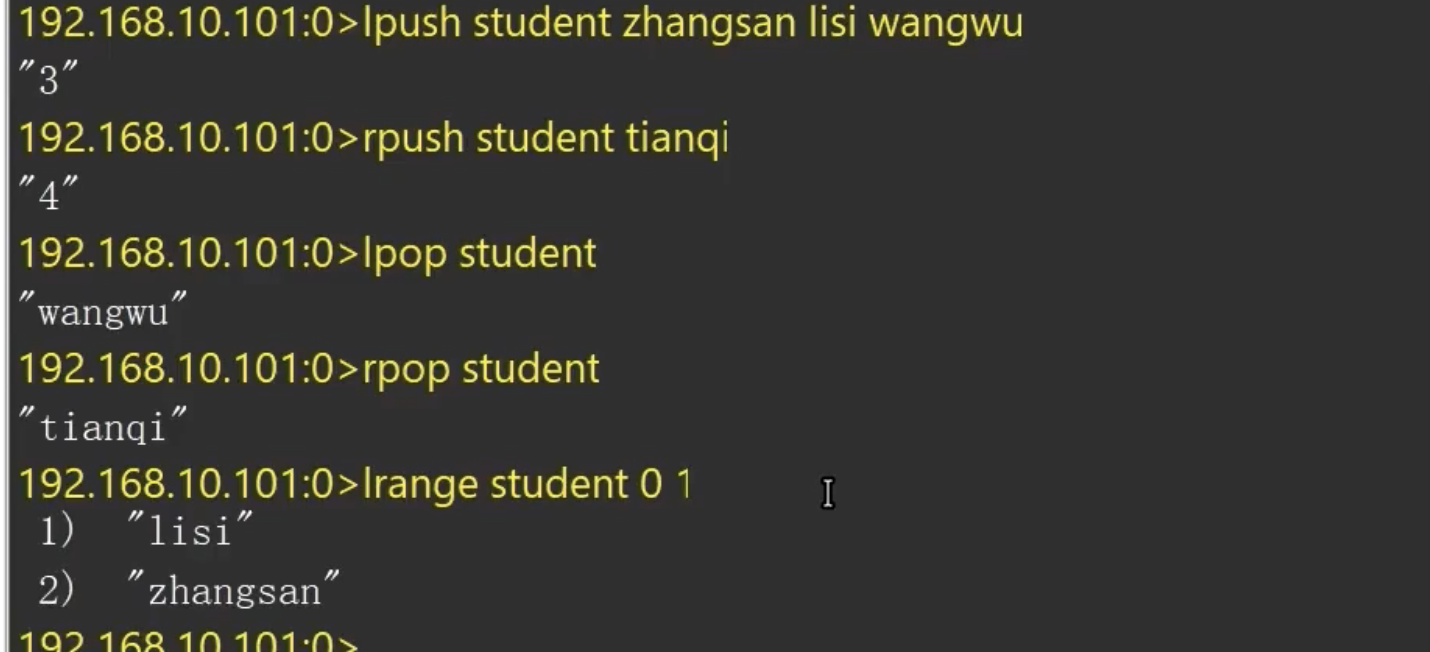 192.168.10.101:0>lpush student zhangsan lisi wangwu
"3"
192.168.10.101:0>rpush student tianqi
"4"
192.168.10.101:0>lpop student
"wangwu"
192.168.10.101:0>rpop student
"tianqi"
192.168.10.101:0>lrange student 0 1
1) "lisi"
2) "zhangsan"
192.168.10.101:0>